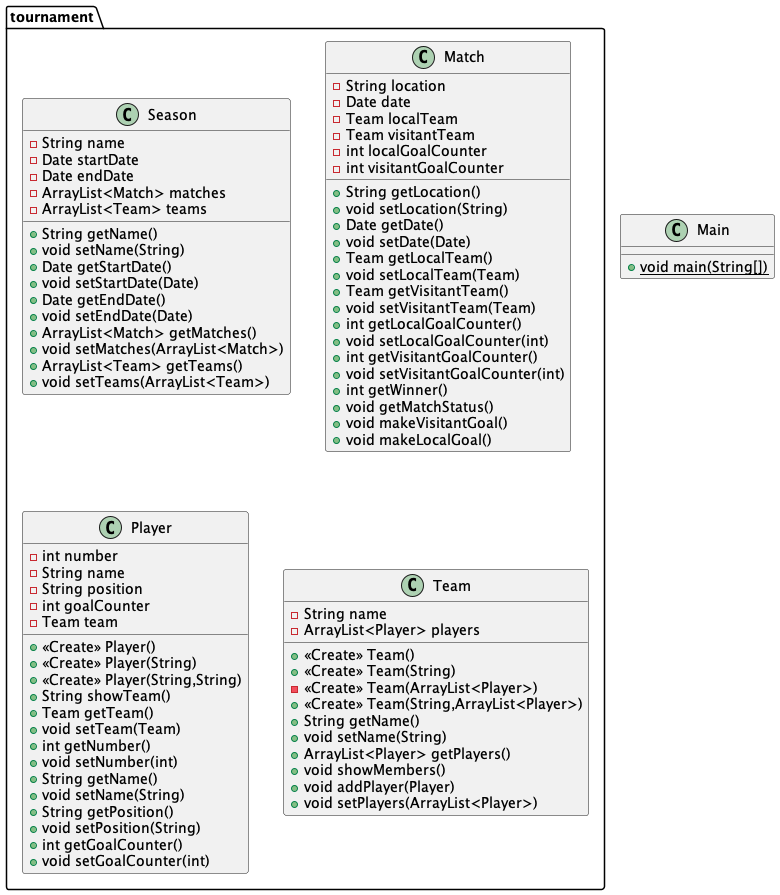 tournament
C Season
String name
Date startDate
Date endDate
ArrayList<Match> matches
ArrayList<Team> teams
String getName()
void setName(String)
Date getStartDate()
void setStartDate(Date)
Date getEndDate()
void setEndDate(Date)
ArrayList<Match> getMatches()
void setMatches(ArrayList<Match>)
ArrayList<Team> getTeams()
void setTeams(ArrayList<Team>)
C Match
String location
Date date
Team localTeam
Team visitantTeam
int localGoalCounter
int visitantGoalCounter
String getLocation()
void setLocation(String)
Date getDate()
void setDate(Date)
Team getLocalTeam()
void setLocalTeam(Team)
Team getVisitantTeam()
void setVisitantTeam(Team)
int getLocalGoalCounter()
void setLocalGoalCounter(int)
int getVisitantGoalCounter()
void setVisitantGoalCounter(int)
int getWinner()
void getMatchStatus()
void makeVisitantGoal()
void makeLocalGoal()
C Main
void main(String[])
C Player
int number
String name
String position
int goalCounter
Team team
«Create» Player()
«Create» Player(String)
«Create» Player(String,String)
String showTeam()
Team getTeam()
void setTeam(Team)
int getNumber()
void setNumber(int)
String getName()
void setName(String)
String getPosition()
void setPosition(String)
int getGoalCounter()
void setGoalCounter(int)
C Team
String name
ArrayList<Player> players
«Create» Team()
«Create» Team(String)
«Create» Team(ArrayList<Player>)
«Create» Team(String,ArrayList<Player>)
String getName()
void setName(String)
ArrayList<Player> getPlayers()
void showMembers()
void addPlayer(Player)
void setPlayers(ArrayList<Player>)